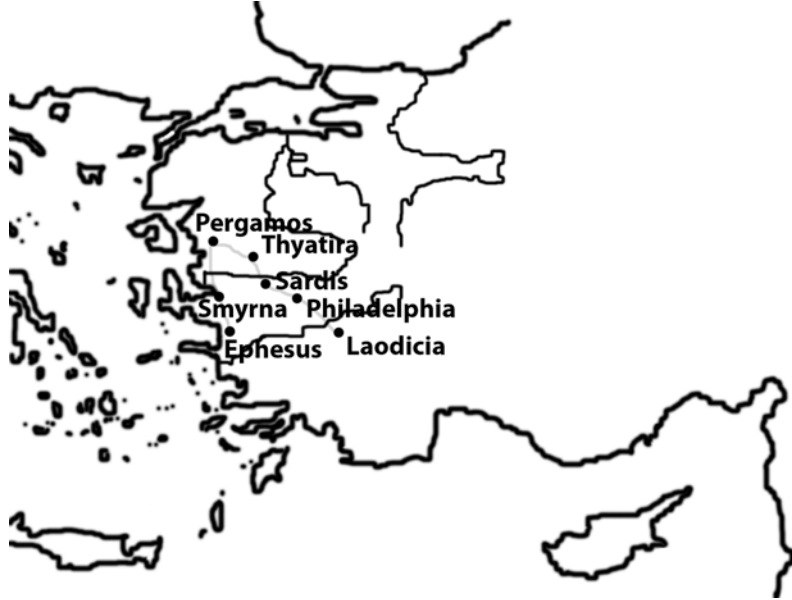 Pergamos
Thyatira
Sardis
Smyrna
Philadelphia
Ephesus
Laodicia